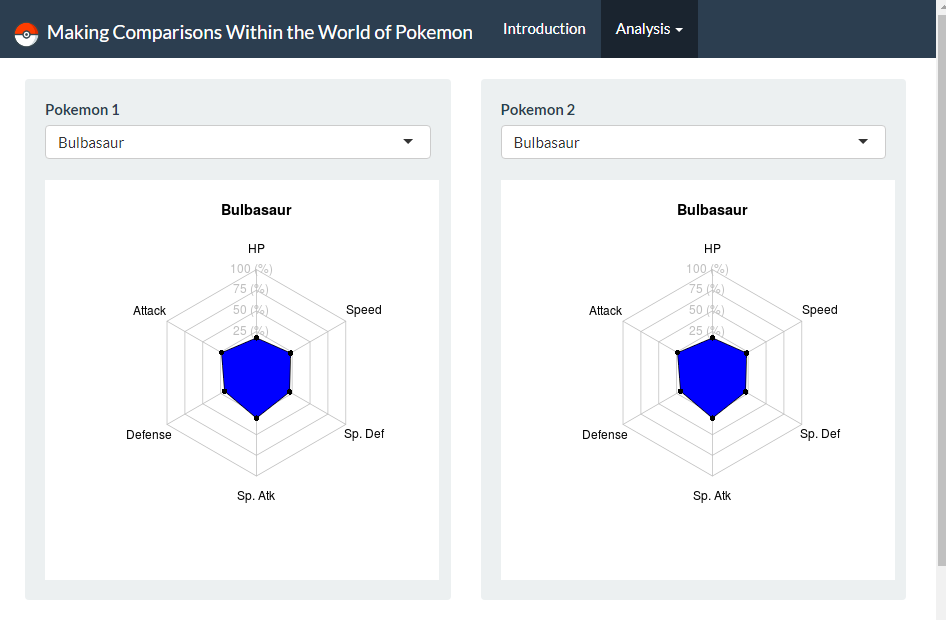 Making Comparisons Within the World of Pokemon
Introduction
Analysis
Pokemon 1
Bulbasaur
Bulbasaur
HP
100 (%)
75 (%)
50 (%)
25 (%)
Attack
Speed
Defense
Sp. Def
Sp. Atk
Pokemon 2
Bulbasaur
Bulbasaur
HP
100 (%)
75 (%)
50 (%)
25 (%)
Attack
Speed
Defense
Sp. Def
Sp. Atk